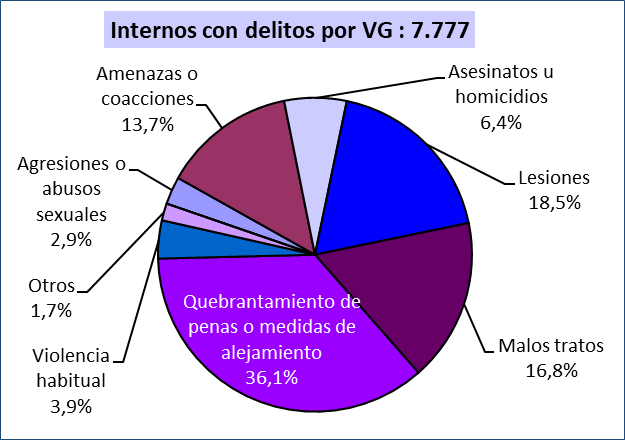 Internos con delitos por VG : 7.777
Asesinatos u
homicidios
6,4%
Lesiones
18,5%
Malos tratos
16,8%
Quebrantamiento de
penas o medidas de
alejamiento
36,1%
Violencia
habitual
3,9%
Otros
1,7%
Agresiones o
abusos
sexuales
2,9%
Amenazas o
coacciones
13,7%